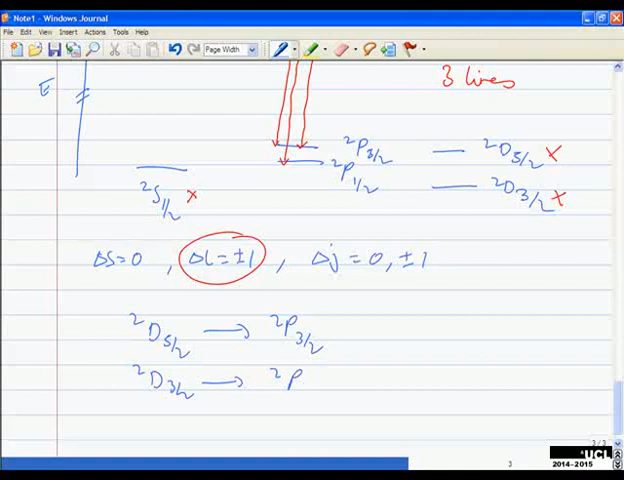 Note1 - Windows Journal
File Edit View Insert Actions Tools Help
Page Width
E
3 lines
²P₃/₂
²D₅/₂ ×
²P₁/₂
²D₃/₂ ×
²S₁/₂ ×
ΔS=0 , Δl=±1 , Δj=0,±1
²D₅/₂ → ²P₃/₂
²D₃/₂ → ²P
3/3
UCL
3 2014-2015